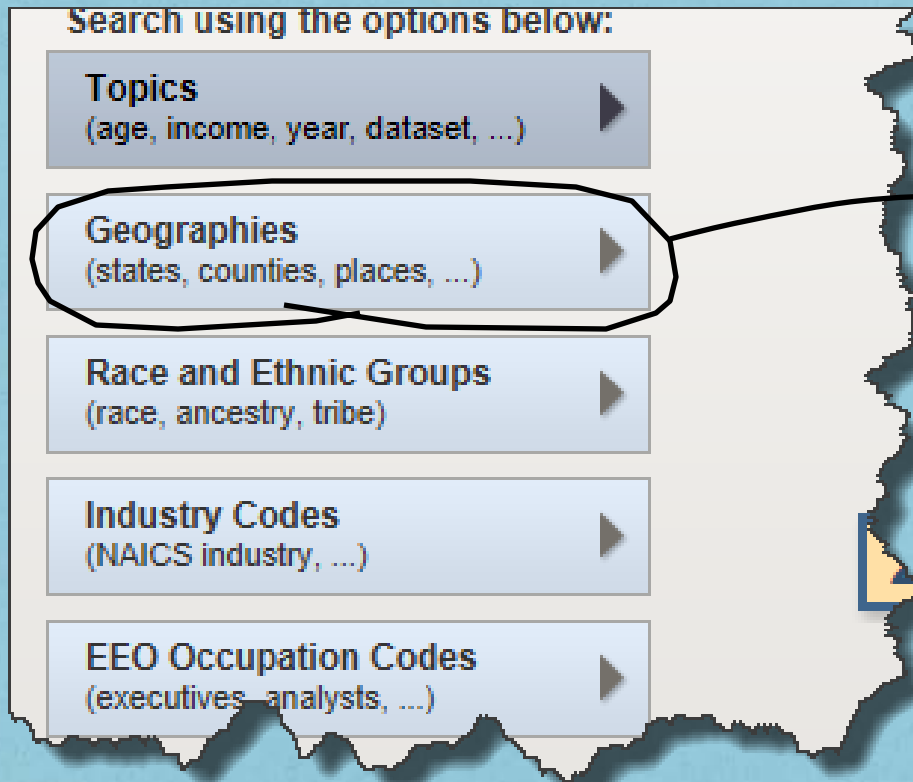 Search using the options below:
Topics
(age, income, year, dataset, ...)
Geographies
(states, counties, places, ...)
Race and Ethnic Groups
(race, ancestry, tribe)
Industry Codes
(NAICS industry, ...)
EEO Occupation Codes
(executives, analysts, ...)